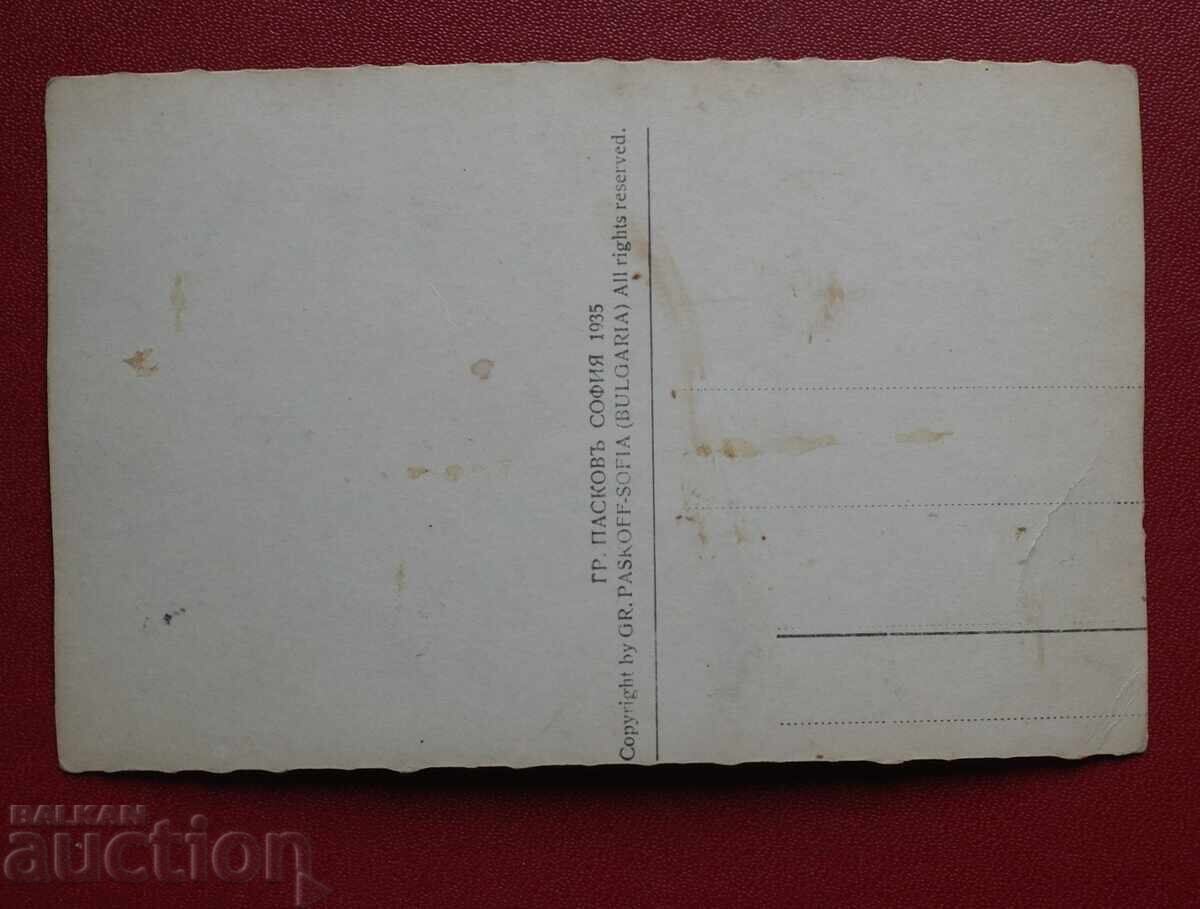 ГР. ПАСКОВЪ СОФИЯ 1935
Copyright by GR. PASKOFF-SOFIA (BULGARIA) All rights reserved.
BALKAN
auction